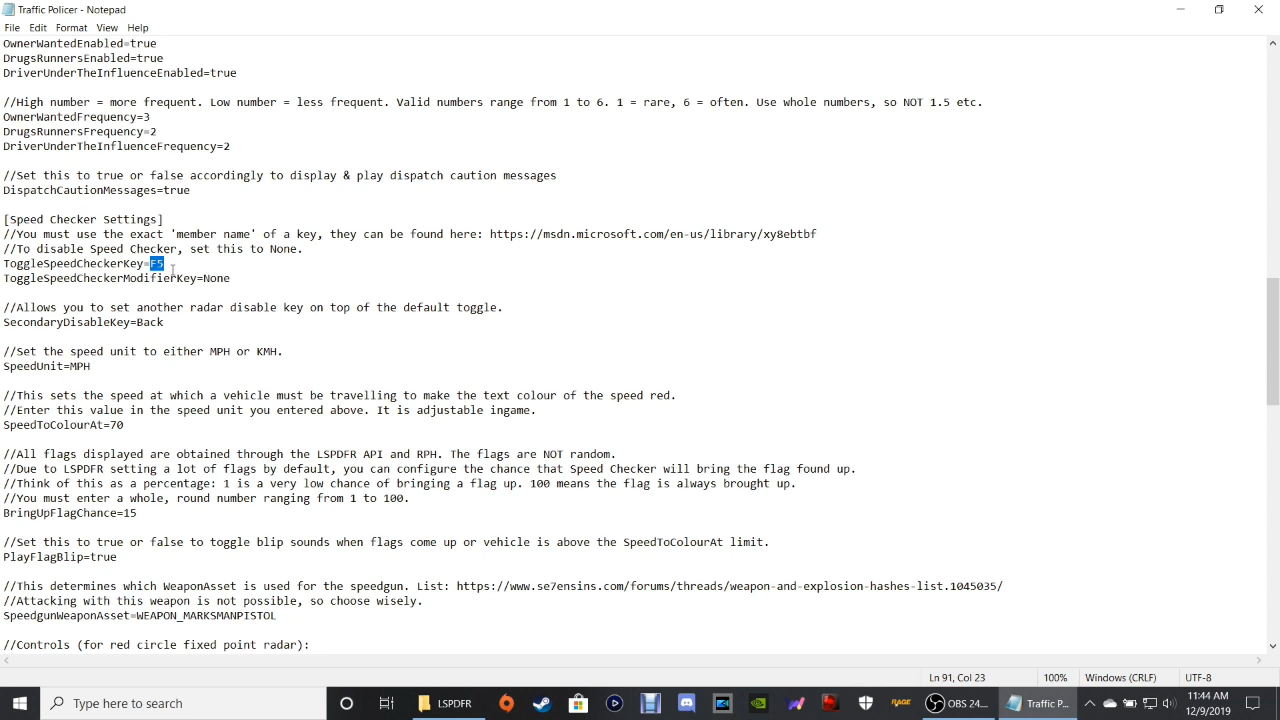 Traffic Policer - Notepad
File Edit Format View Help
OwnerWantedEnabled=true
DrugsRunnersEnabled=true
DriverUnderTheInfluenceEnabled=true
//High number = more frequent. Low number = less frequent. Valid numbers range from 1 to 6. 1 = rare, 6 = often. Use whole numbers, so NOT 1.5 etc.
OwnerWantedFrequency=3
DrugsRunnersFrequency=2
DriverUnderTheInfluenceFrequency=2
//Set this to true or false accordingly to display & play dispatch caution messages
DispatchCautionMessages=true
[Speed Checker Settings]
//You must use the exact 'member name' of a key, they can be found here: https://msdn.microsoft.com/en-us/library/xy8ebtbf
//To disable Speed Checker, set this to None.
ToggleSpeedCheckerKey=F5
ToggleSpeedCheckerModifierKey=None
//Allows you to set another radar disable key on top of the default toggle.
SecondaryDisableKey=Back
//Set the speed unit to either MPH or KMH.
SpeedUnit=MPH
//This sets the speed at which a vehicle must be travelling to make the text colour of the speed red.
//Enter this value in the speed unit you entered above. It is adjustable ingame.
SpeedToColourAt=70
//All flags displayed are obtained through the LSPDFR API and RPH. The flags are NOT random.
//Due to LSPDFR setting a lot of flags by default, you can configure the chance that Speed Checker will bring the flag found up.
//Think of this as a percentage: 1 is a very low chance of bringing a flag up. 100 means the flag is always brought up.
//You must enter a whole, round number ranging from 1 to 100.
BringUpFlagChance=15
//Set this to true or false to toggle blip sounds when flags come up or vehicle is above the SpeedToColourAt limit.
PlayFlagBlip=true
//This determines which WeaponAsset is used for the speedgun. List: https://www.se7ensins.com/forums/threads/weapon-and-explosion-hashes-list.1045035/
//Attacking with this weapon is not possible, so choose wisely.
SpeedgunWeaponAsset=WEAPON_MARKSMANPISTOL
//Controls (for red circle fixed point radar):
Ln 91, Col 23 100% Windows (CRLF) UTF-8
Type here to search
LSPDFR
RAGE
OBS 24...
Traffic P...
11:44 AM
12/9/2019